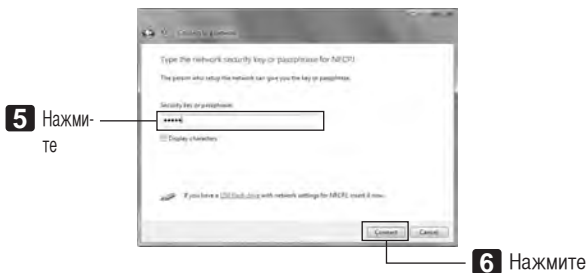 Connect to a network
Type the network security key or passphrase for NFCPJ
The person who setup the network can give you the key or passphrase.
Security key or passphrase:
•••••
Display characters
If you have a USB flash drive with network settings for NFCPJ, insert it now.
Connect Cancel
5 Нажми-
те
6 Нажмите